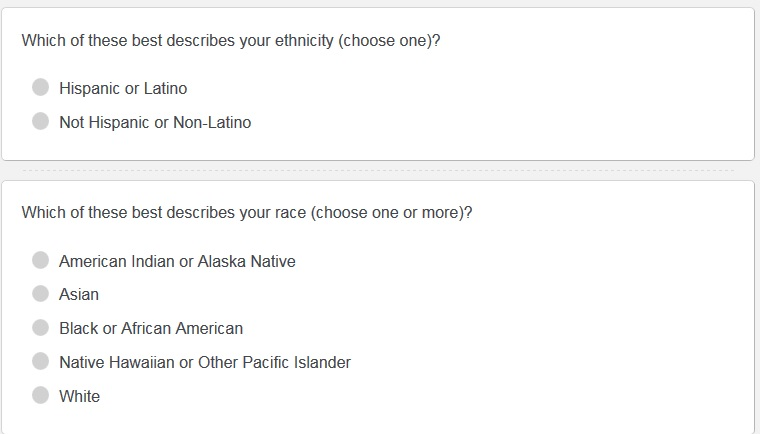 Which of these best describes your ethnicity (choose one)?
Hispanic or Latino
Not Hispanic or Non-Latino
Which of these best describes your race (choose one or more)?
American Indian or Alaska Native
Asian
Black or African American
Native Hawaiian or Other Pacific Islander
White